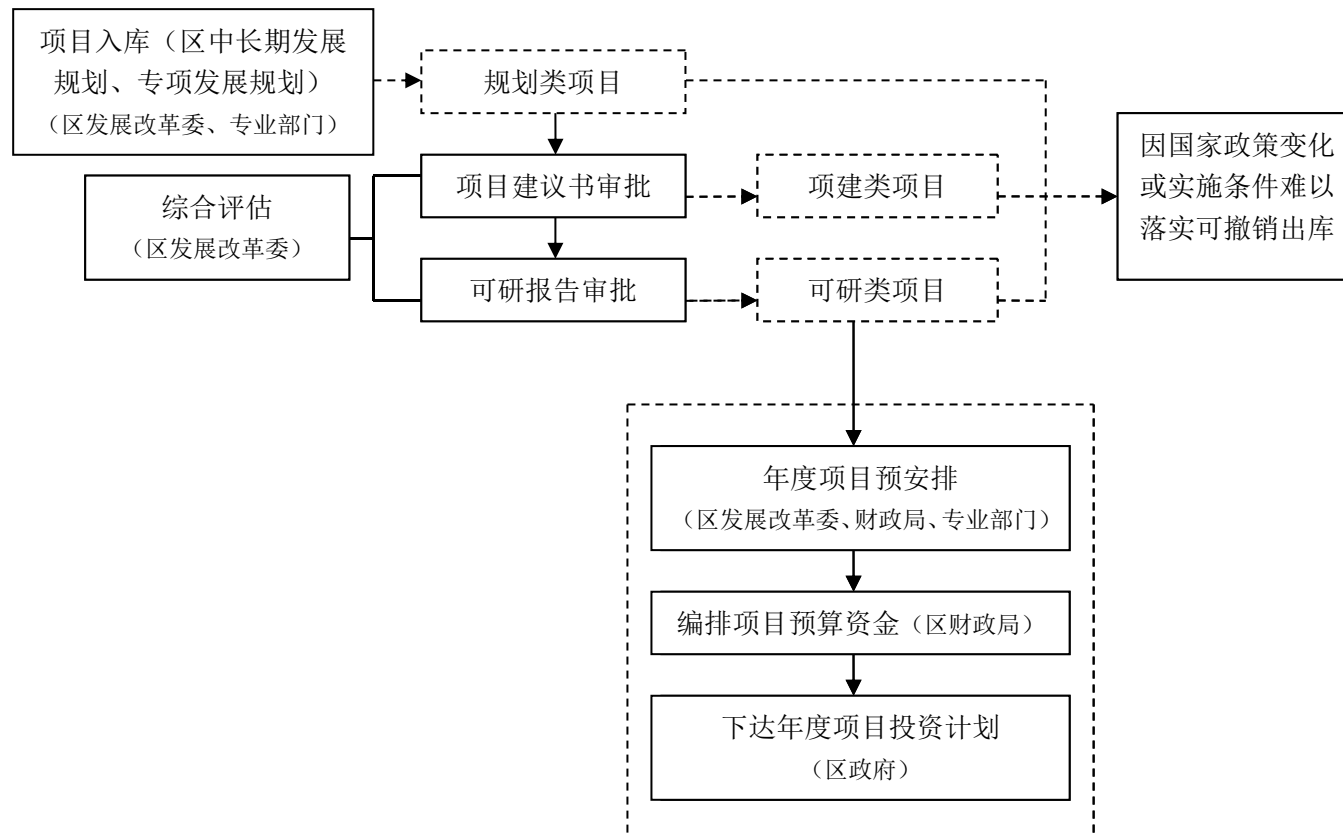 项目入库（区中长期发展
规划、专项发展规划）
（区发展改革委、专业部门）
规划类项目
因国家政策变化
或实施条件难以
落实可撤销出库
综合评估
（区发展改革委）
项目建议书审批
项建类项目
可研报告审批
可研类项目
年度项目预安排
（区发展改革委、财政局、专业部门）
编排项目预算资金（区财政局）
下达年度项目投资计划
（区政府）